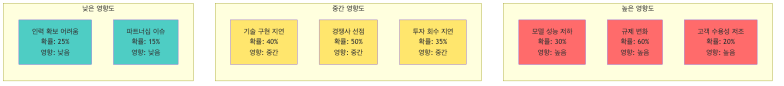 낮은 영향도
인력 확보 어려움
확률: 25%
영향: 낮음
파트너십 이슈
확률: 15%
영향: 낮음
중간 영향도
기술 구현 지연
확률: 40%
영향: 중간
경쟁사 선점
확률: 50%
영향: 중간
투자 회수 지연
확률: 35%
영향: 중간
높은 영향도
모델 성능 저하
확률: 30%
영향: 높음
규제 변화
확률: 60%
영향: 높음
고객 수용성 저조
확률: 20%
영향: 높음